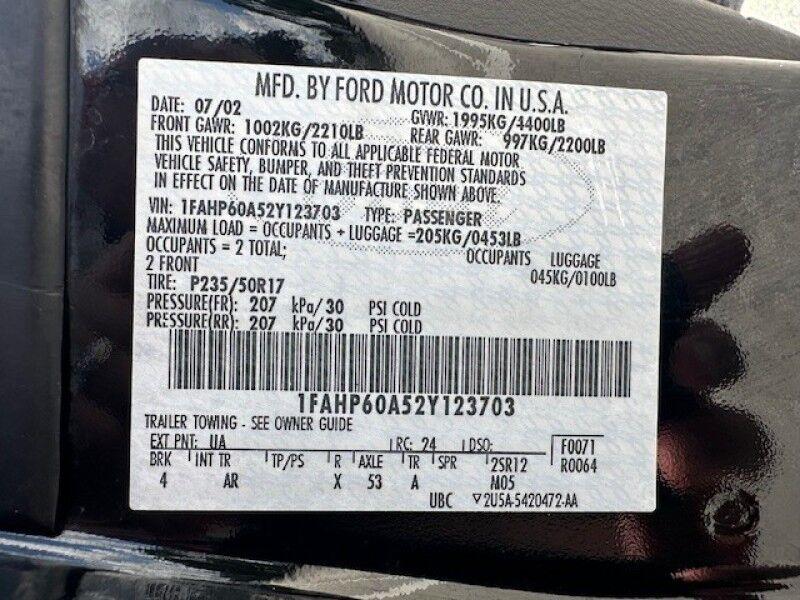 MFD. BY FORD MOTOR CO. IN U.S.A.
DATE: 07/02 GVWR: 1995KG/4400LB
FRONT GAWR: 1002KG/2210LB REAR GAWR: 997KG/2200LB
THIS VEHICLE CONFORMS TO ALL APPLICABLE FEDERAL MOTOR
VEHICLE SAFETY, BUMPER, AND THEFT PREVENTION STANDARDS
IN EFFECT ON THE DATE OF MANUFACTURE SHOWN ABOVE.
VIN: 1FAHP60A52Y123703 TYPE: PASSENGER
MAXIMUM LOAD = OCCUPANTS + LUGGAGE =205KG/0453LB
OCCUPANTS = 2 TOTAL; OCCUPANTS LUGGAGE
2 FRONT 045KG/0100LB
TIRE: P235/50R17
PRESSURE(FR): 207 kPa/30 PSI COLD
PRESSURE(RR): 207 kPa/30 PSI COLD
1FAHP60A52Y123703
TRAILER TOWING - SEE OWNER GUIDE
EXT PNT: UA RC: 24 DSO: F0071
BRK INT TR TP/PS R AXLE TR SPR 2SR12 R0064
4 AR X 53 A M05
UBC ▽2U5A-5420472-AA